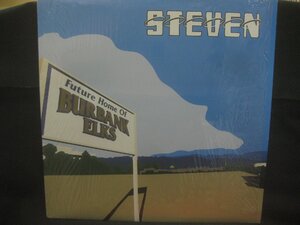 STEVEN
Future Home Of
BURBANK
ELKS